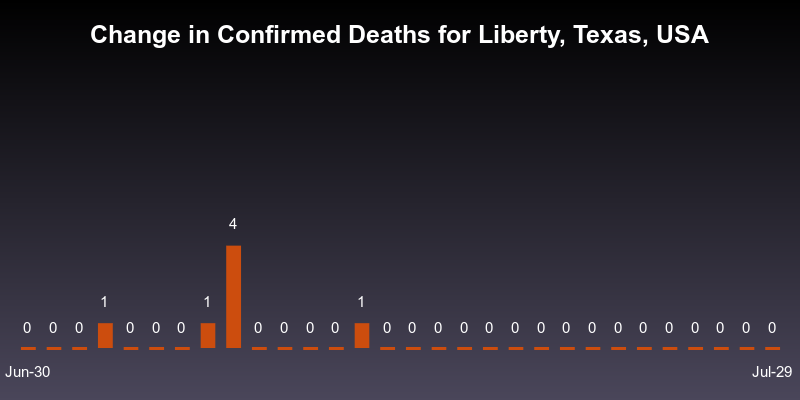 Change in Confirmed Deaths for Liberty, Texas, USA
4
1 1 1
0 0 0 0 0 0 0 0 0 0 0 0 0 0 0 0 0 0 0 0 0 0 0 0 0 0
Jun-30 Jul-29